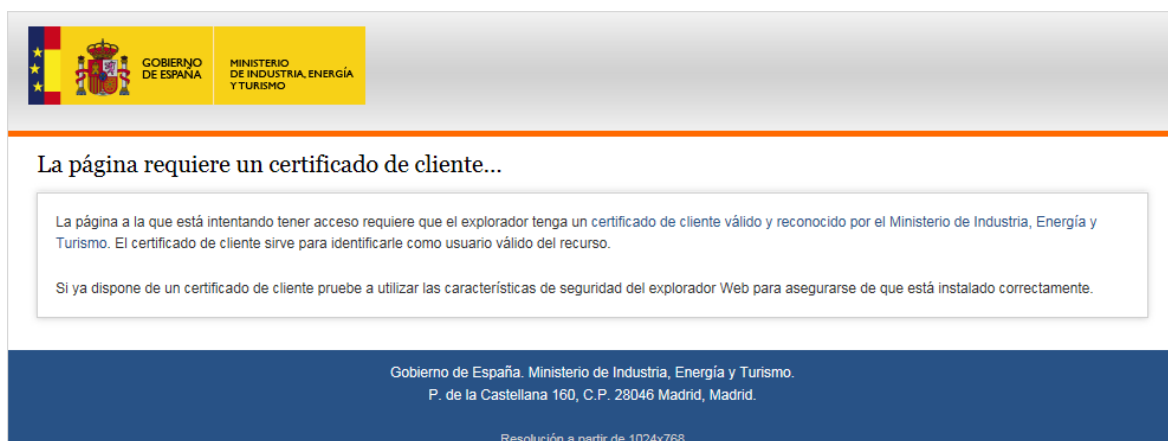 GOBIERNO
DE ESPAÑA
MINISTERIO
DE INDUSTRIA, ENERGÍA
Y TURISMO
La página requiere un certificado de cliente...
La página a la que está intentando tener acceso requiere que el explorador tenga un certificado de cliente válido y reconocido por el Ministerio de Industria, Energía y
Turismo. El certificado de cliente sirve para identificarle como usuario válido del recurso.
Si ya dispone de un certificado de cliente pruebe a utilizar las características de seguridad del explorador Web para asegurarse de que está instalado correctamente.
Gobierno de España. Ministerio de Industria, Energía y Turismo.
P. de la Castellana 160, C.P. 28046 Madrid, Madrid.
Resolución a partir de 1024x768